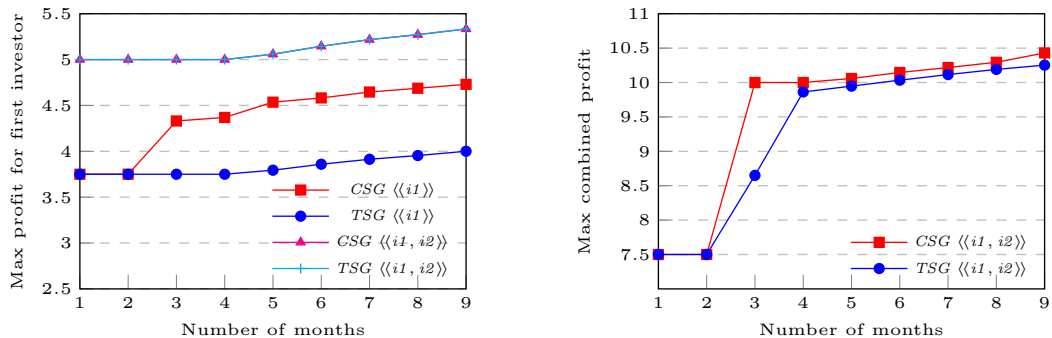 Max profit for first investor
5.5
5
4.5
4
3.5
3
2.5
1 2 3 4 5 6 7 8 9
Number of months
CSG ⟨⟨i1⟩⟩
TSG ⟨⟨i1⟩⟩
CSG ⟨⟨i1, i2⟩⟩
TSG ⟨⟨i1, i2⟩⟩
Max combined profit
10.5
10
9.5
9
8.5
8
7.5
1 2 3 4 5 6 7 8 9
Number of months
CSG ⟨⟨i1, i2⟩⟩
TSG ⟨⟨i1, i2⟩⟩